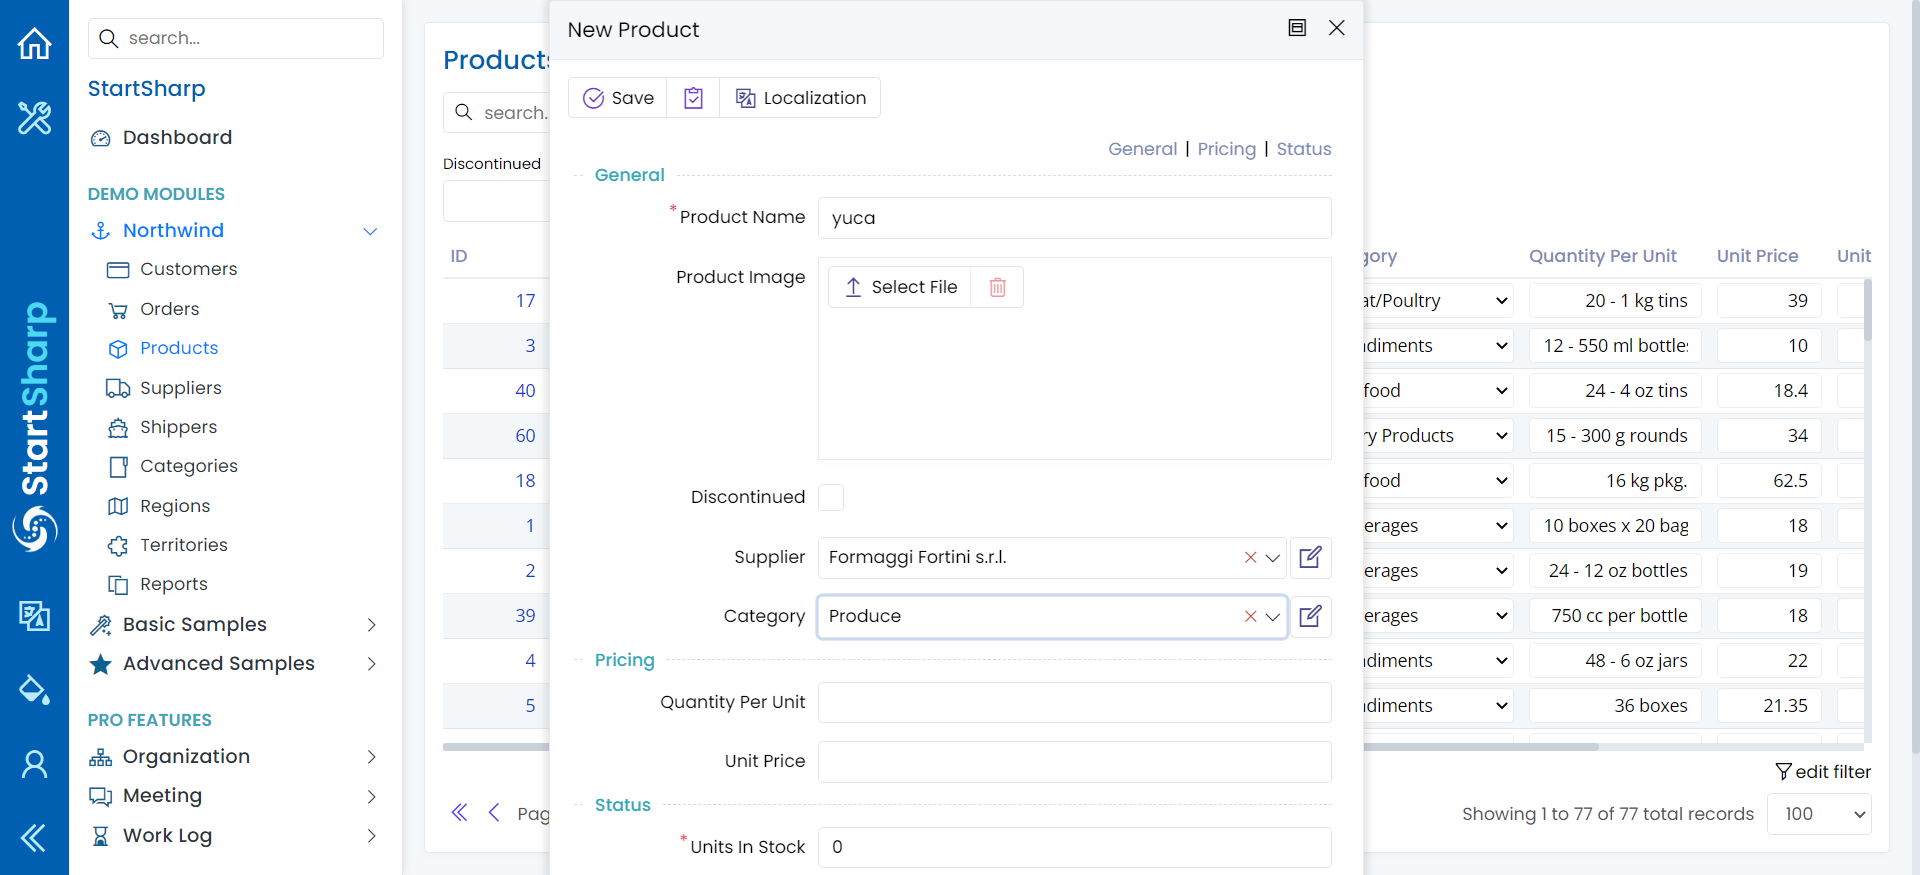 search...
StartSharp
Dashboard
DEMO MODULES
Northwind
Customers
Orders
Products
Suppliers
Shippers
Categories
Regions
Territories
Reports
Basic Samples
Advanced Samples
PRO FEATURES
Organization
Meeting
Work Log
StartSharp
Products
search...
Discontinued
ID
17
3
40
60
18
1
2
39
4
5
New Product
Save
Localization
General | Pricing | Status
General
*Product Name yuca
Product Image Select File
Discontinued
Supplier Formaggi Fortini s.r.l.
Category Produce
Pricing
Quantity Per Unit
Unit Price
Status
*Units In Stock 0
gory Quantity Per Unit Unit Price Unit
at/Poultry 20 - 1 kg tins 39
diments 12 - 550 ml bottles 10
food 24 - 4 oz tins 18.4
ry Products 15 - 300 g rounds 34
food 16 kg pkg. 62.5
erages 10 boxes x 20 bag 18
erages 24 - 12 oz bottles 19
erages 750 cc per bottle 18
diments 48 - 6 oz jars 22
diments 36 boxes 21.35
edit filter
Pag
Showing 1 to 77 of 77 total records 100